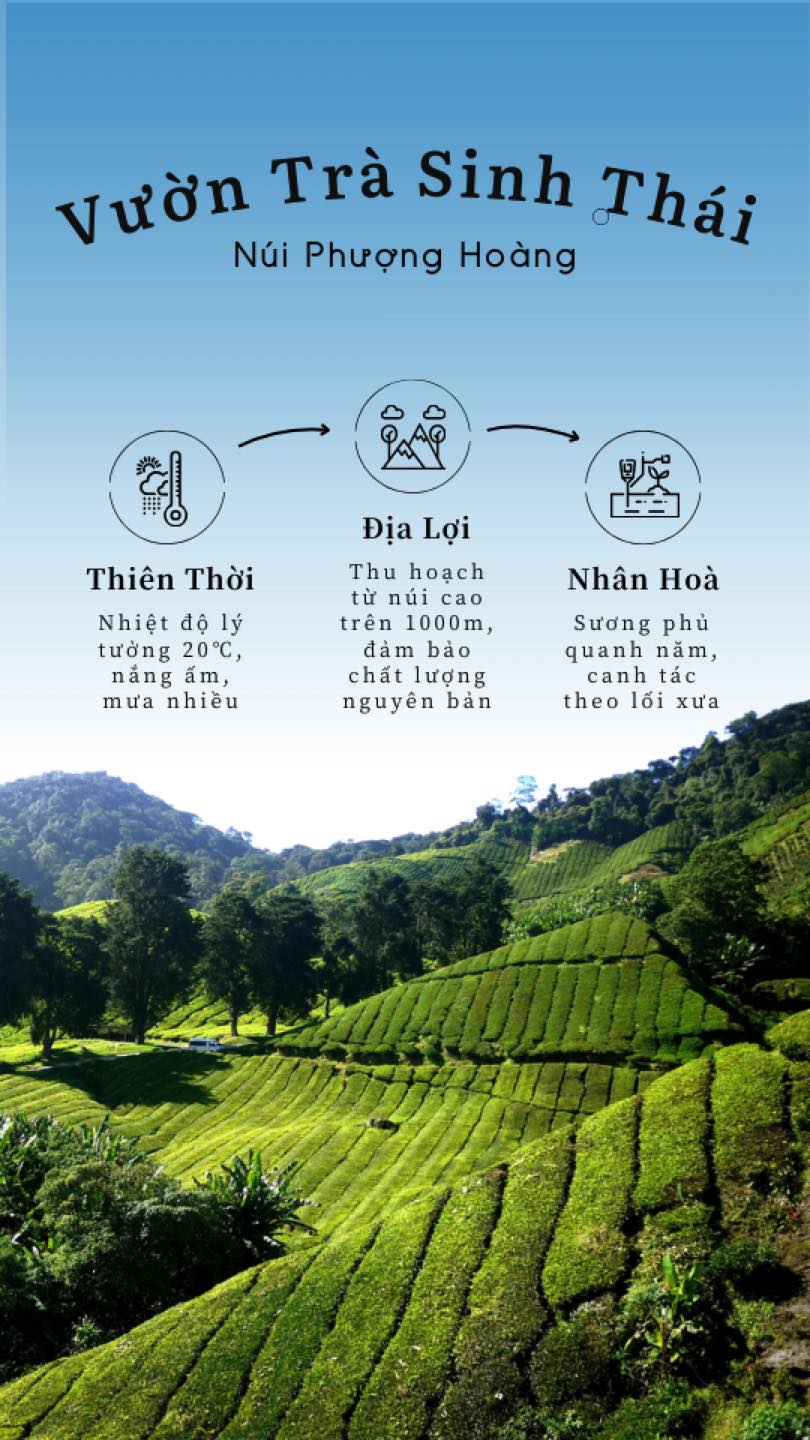 Vườn Trà Sinh Thái
Núi Phượng Hoàng
Thiên Thời
Nhiệt độ lý
tưởng 20°C,
nắng ấm,
mưa nhiều
Địa Lợi
Thu hoạch
từ núi cao
trên 1000m,
đảm bảo
chất lượng
nguyên bản
Nhân Hoà
Sương phủ
quanh năm,
canh tác
theo lối xưa